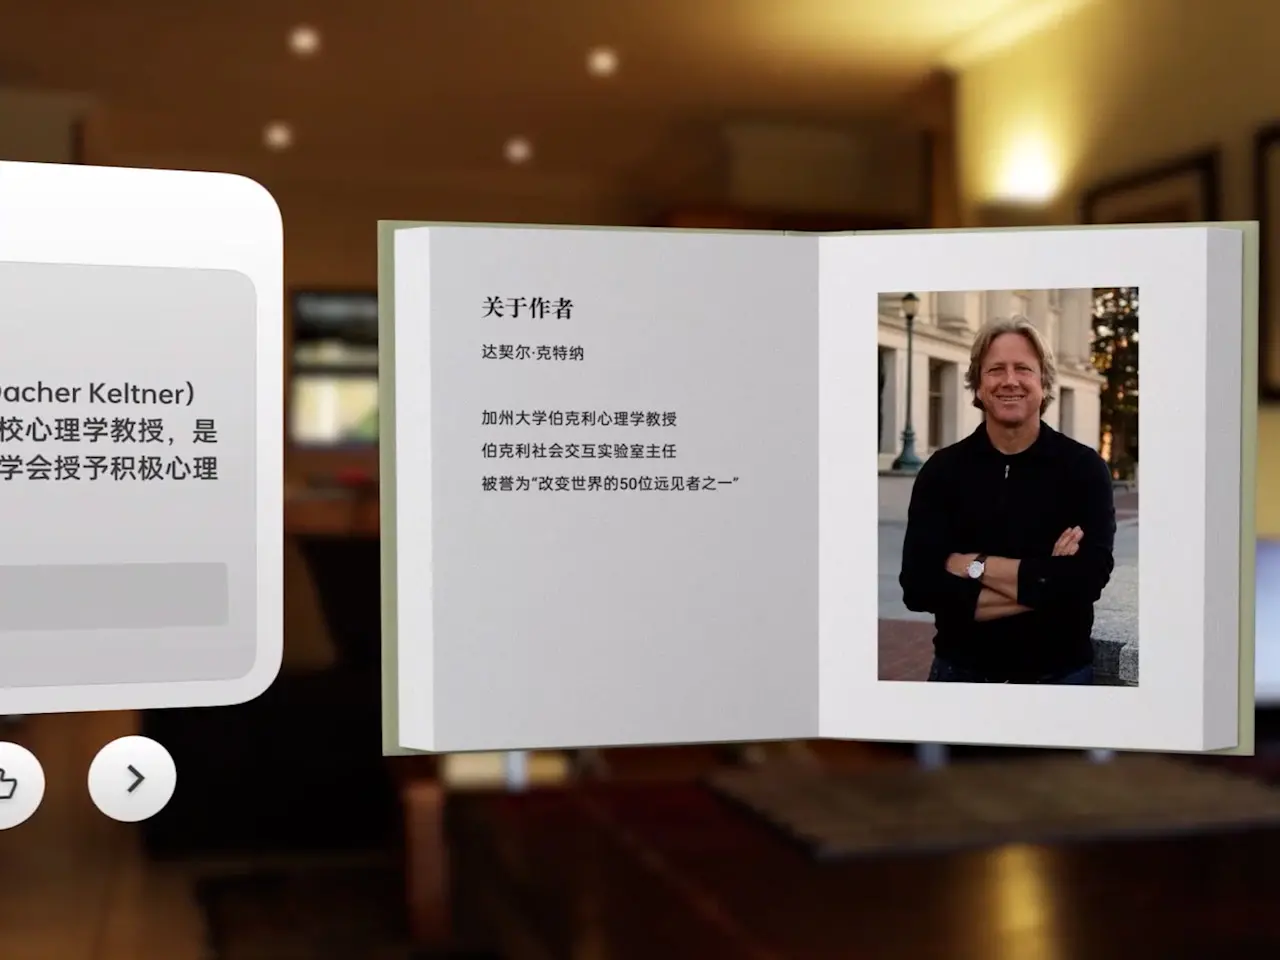 Dacher Keltner)
校心理学教授，是
学会授予积极心理
关于作者
达契尔·克特纳
加州大学伯克利心理学教授
伯克利社会交互实验室主任
被誉为“改变世界的50位远见者之一”